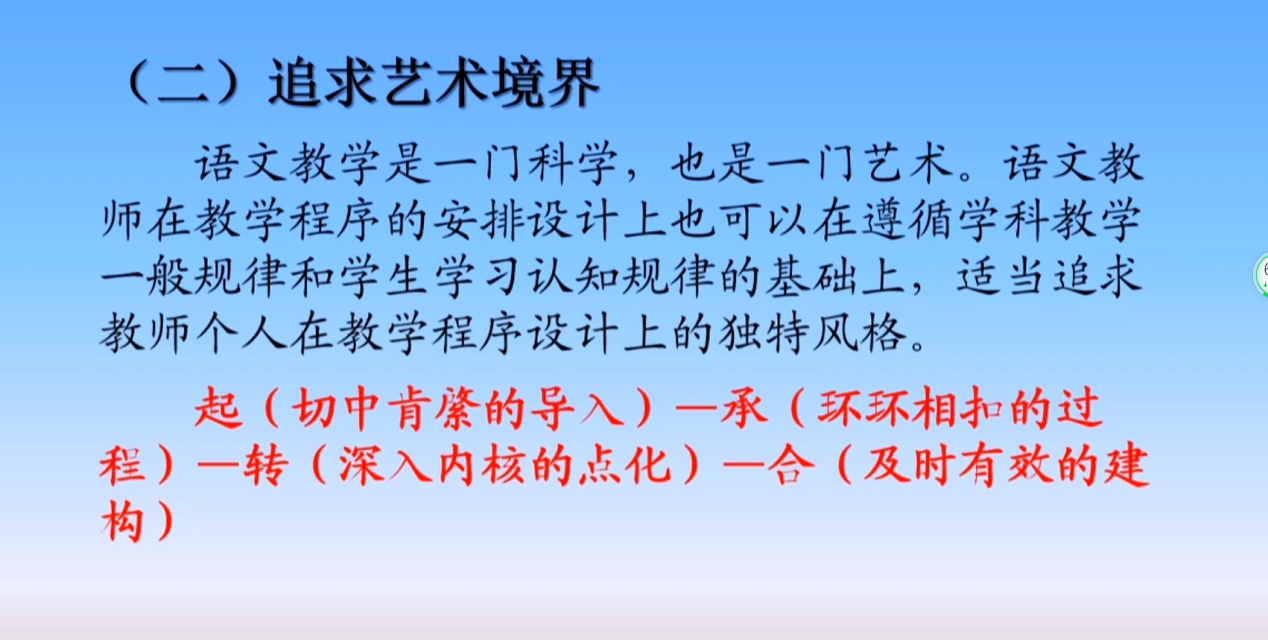 （二）追求艺术境界
语文教学是一门科学，也是一门艺术。语文教
师在教学程序的安排设计上也可以在遵循学科教学
一般规律和学生学习认知规律的基础上，适当追求
教师个人在教学程序设计上的独特风格。
起（切中肯綮的导入）—承（环环相扣的过
程）—转（深入内核的点化）—合（及时有效的建
构）